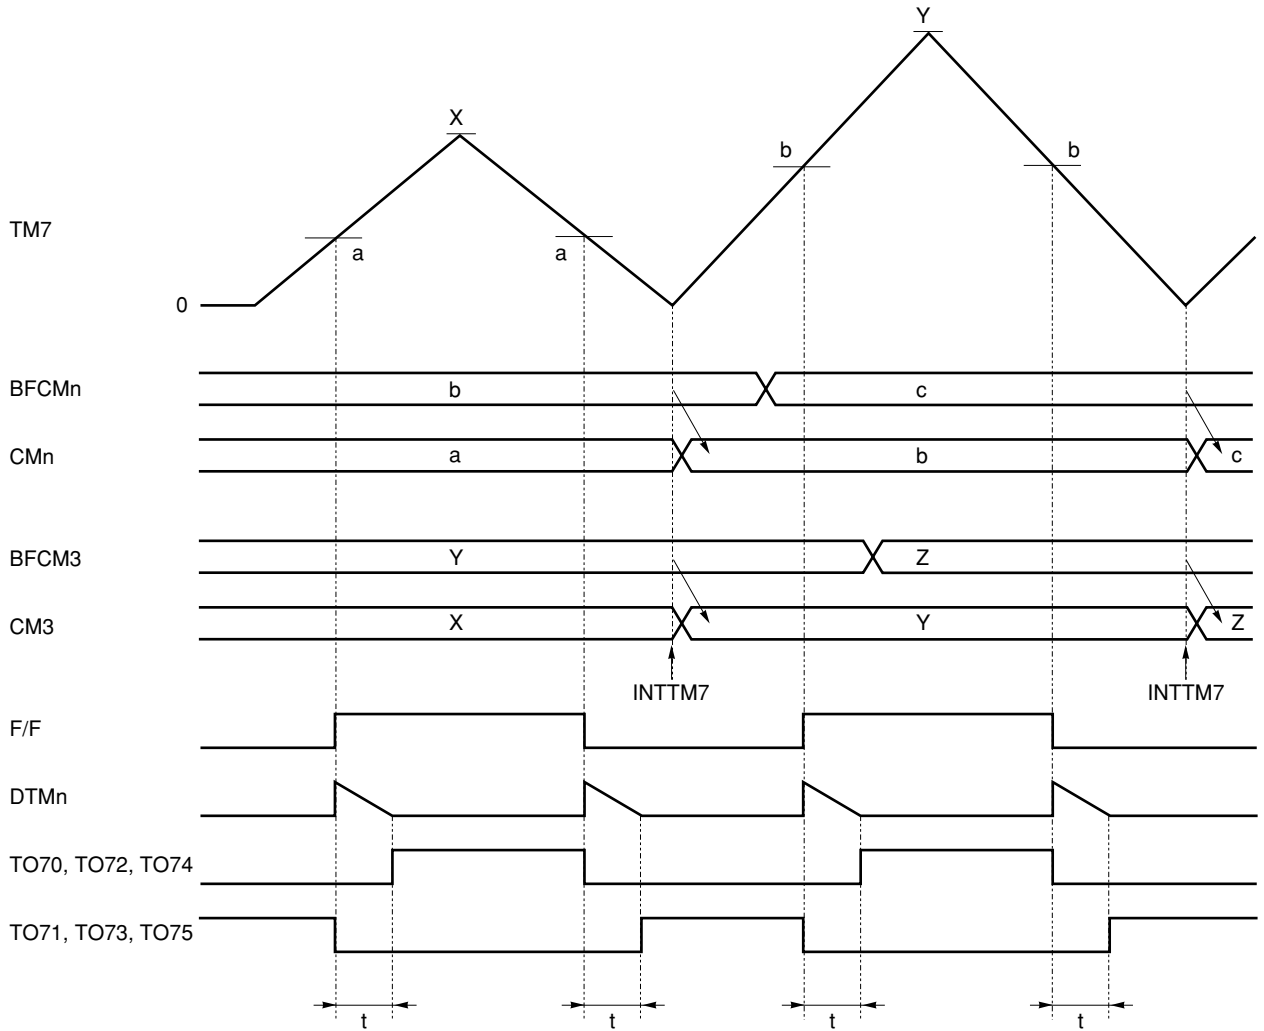 Y
X
b b
TM7
a a
0
BFCMn b c
CMn a b c
BFCM3 Y Z
CM3 X Y Z
INTTM7 INTTM7
F/F
DTMn
TO70, TO72, TO74
TO71, TO73, TO75
t t t t